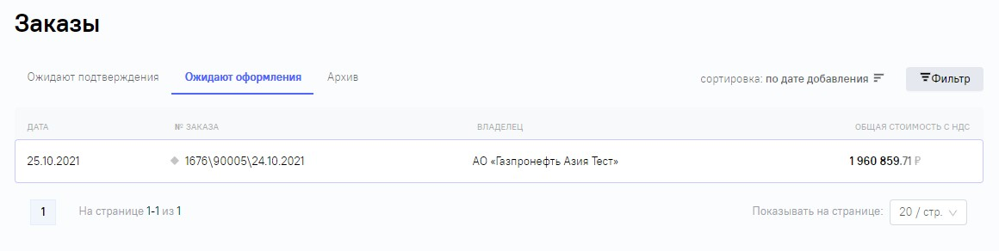 Заказы
Ожидают подтверждения Ожидают оформления Архив сортировка: по дате добавления Фильтр
ДАТА № ЗАКАЗА ВЛАДЕЛЕЦ ОБЩАЯ СТОИМОСТЬ С НДС
25.10.2021 1676\90005\24.10.2021 АО «Газпронефть Азия Тест» 1 960 859.71 ₽
1 На странице 1-1 из 1 Показывать на странице: 20 / стр.